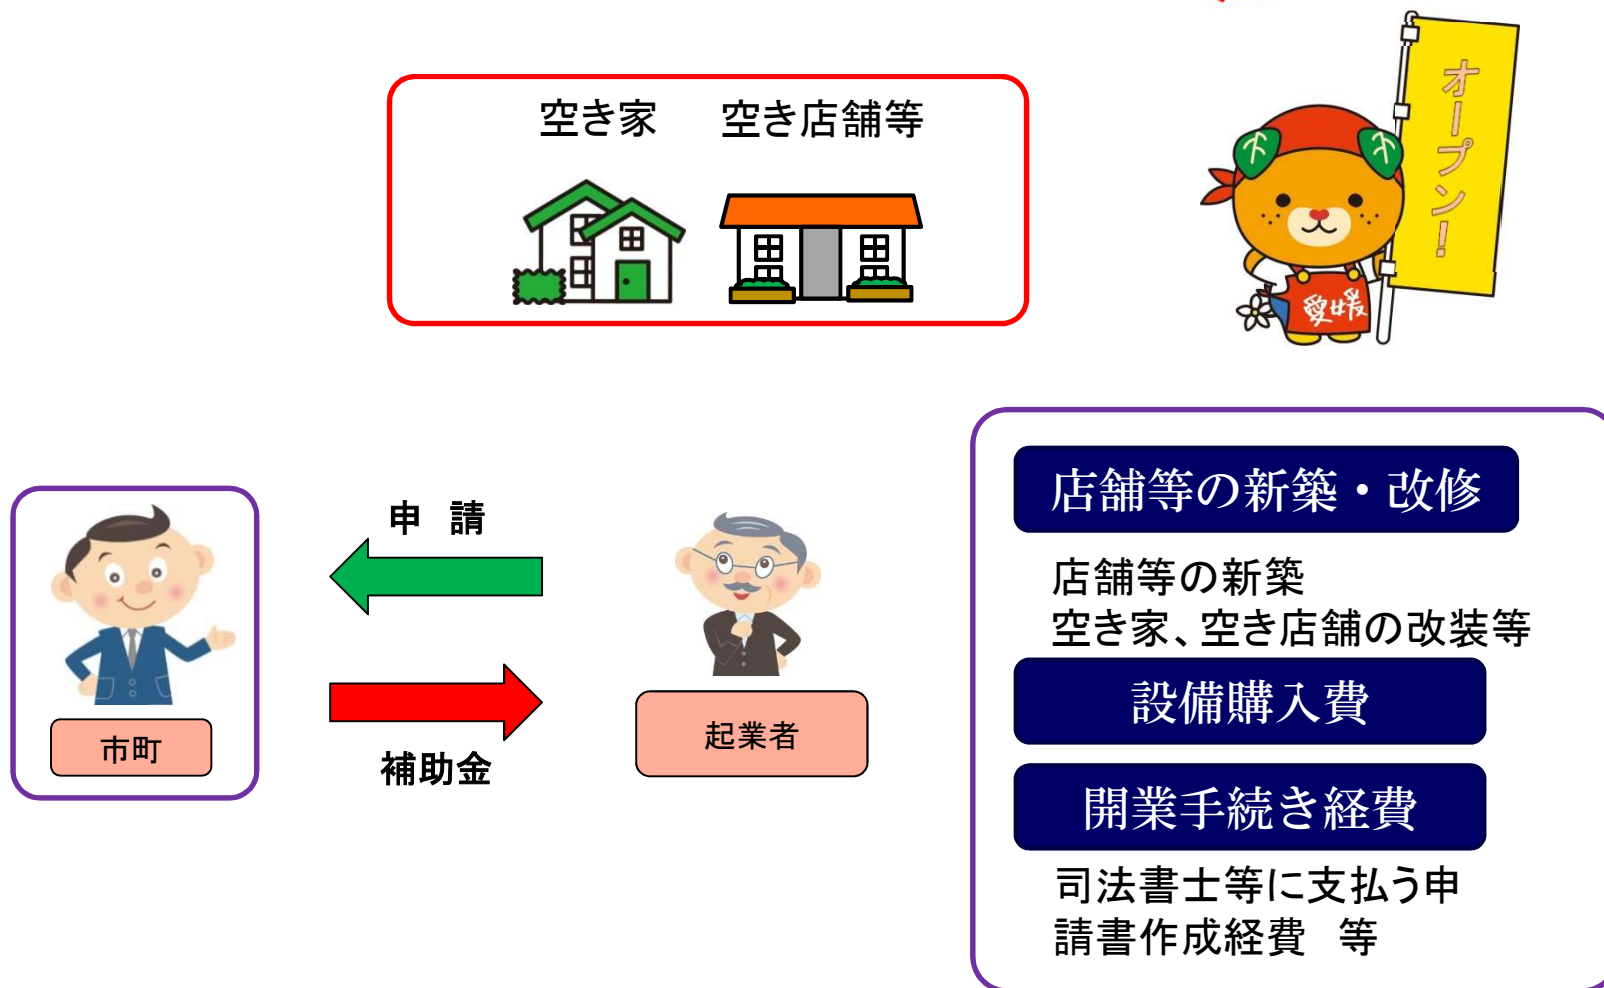 空き家　空き店舗等
オープン！
愛媛
申　請
補助金
市町
起業者
店舗等の新築・改修
店舗等の新築
空き家、空き店舗の改装等
設備購入費
開業手続き経費
司法書士等に支払う申
請書作成経費　等